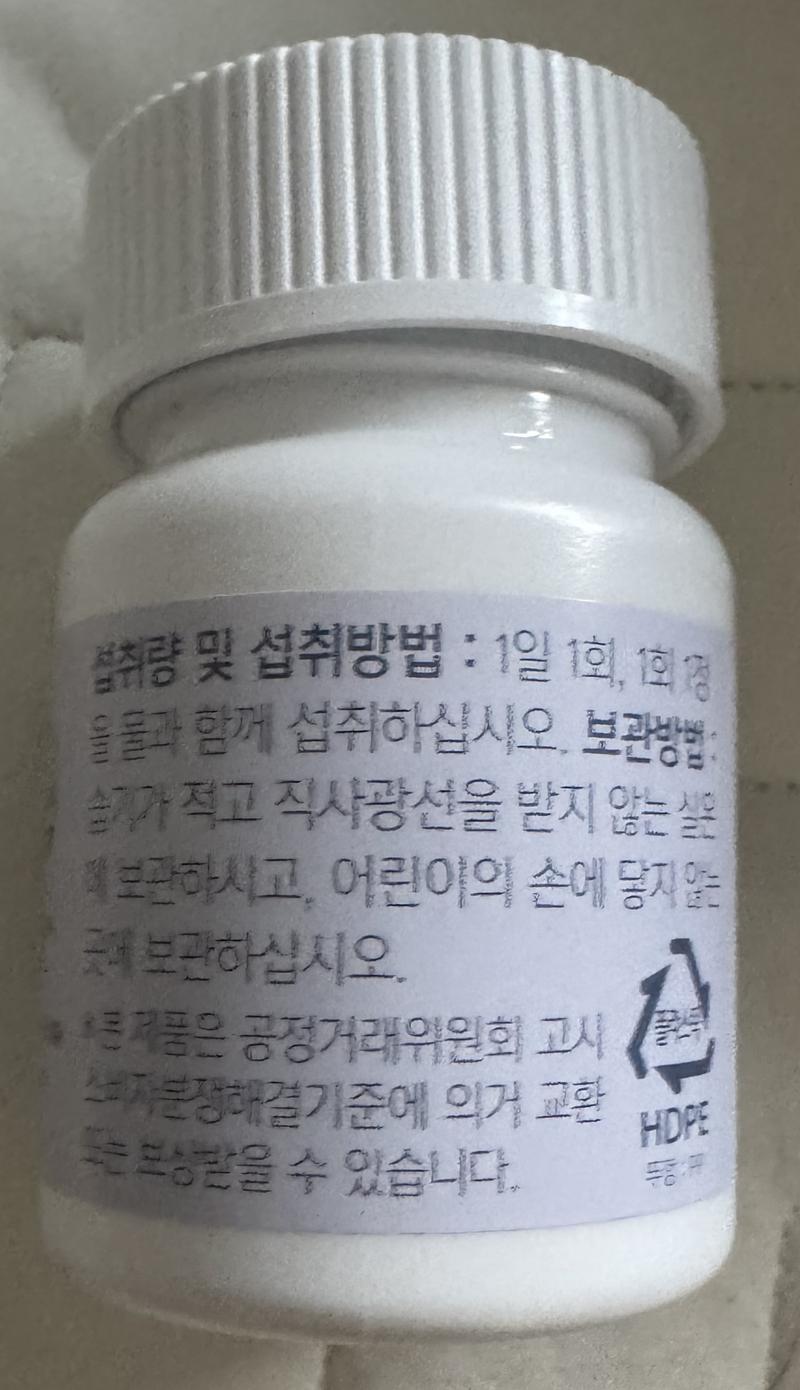 섭취량 및 섭취방법 : 1일 1회, 1회 1정
을 물과 함께 섭취하십시오. 보관방법 :
습기가 적고 직사광선을 받지 않는 실온
에 보관하시고, 어린이의 손에 닿지 않는
곳에 보관하십시오.
제품은 공정거래위원회 고시
소비자분쟁해결기준에 의거 교환
또는 보상받을 수 있습니다.
플라스틱
HDPE